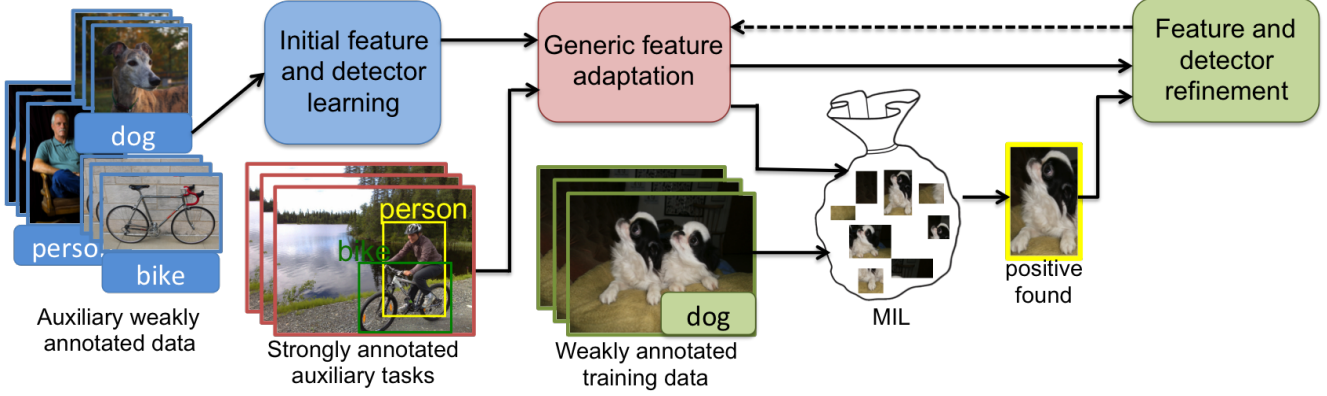 Initial feature
and detector
learning
Generic feature
adaptation
Feature and
detector
refinement
dog
perso
bike
Auxiliary weakly
annotated data
person
bike
Strongly annotated
auxiliary tasks
dog
Weakly annotated
training data
MIL
positive
found